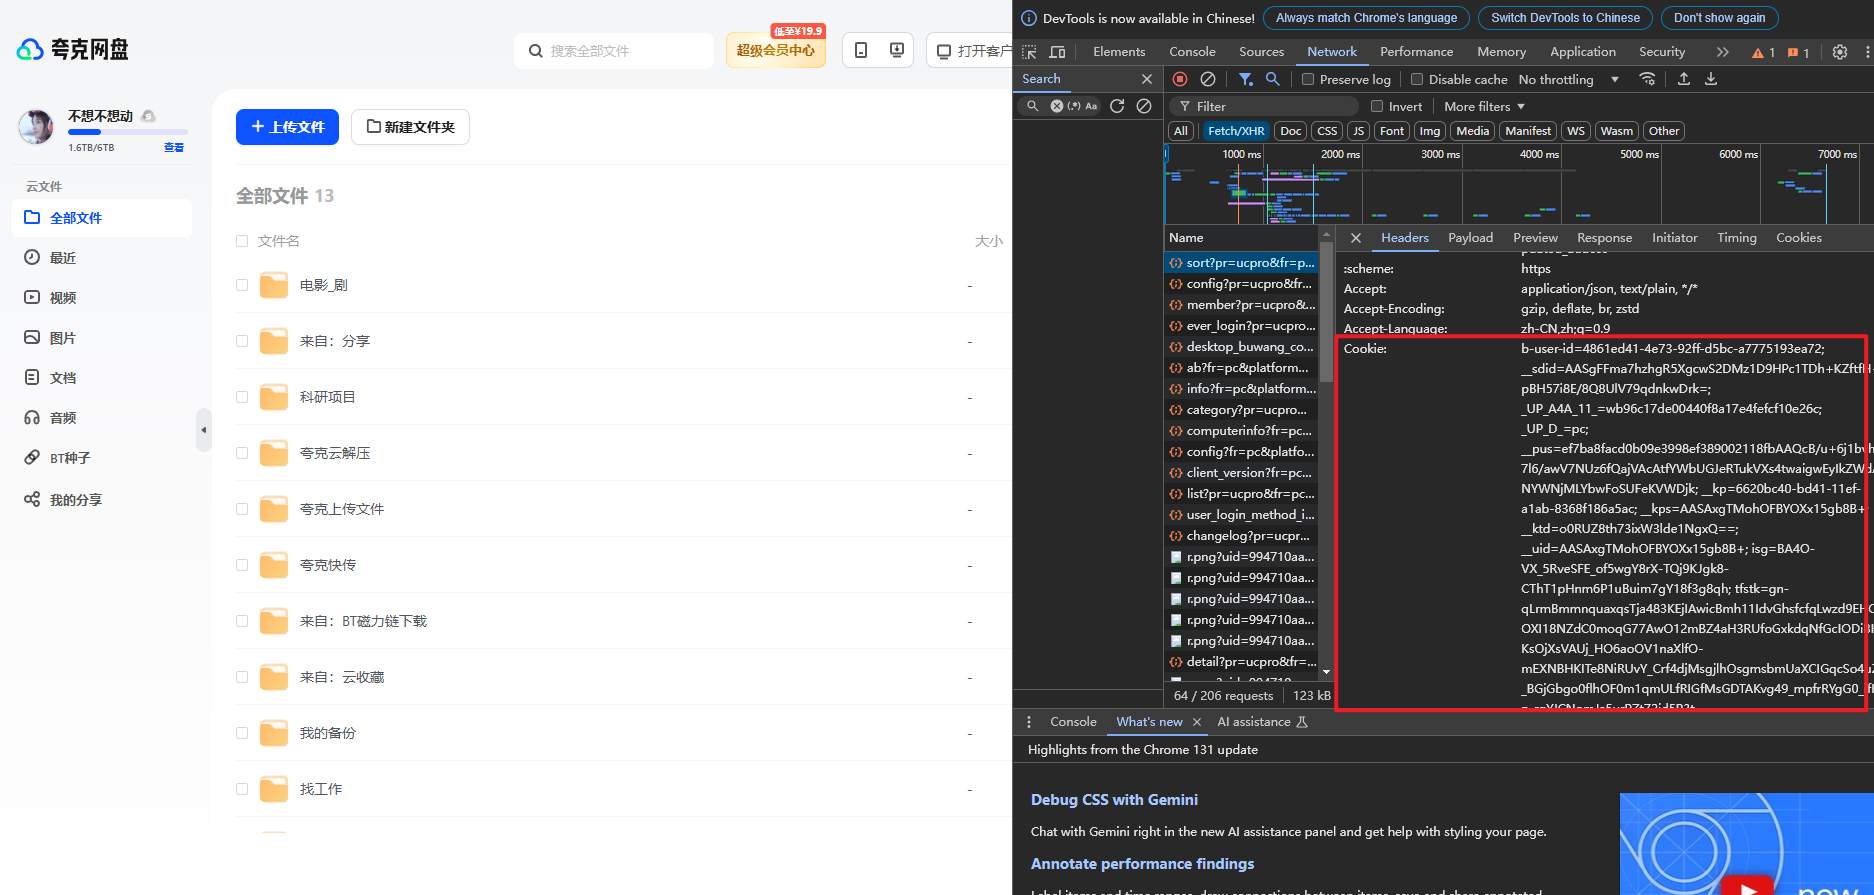 夸克网盘
搜索全部文件
低至¥19.9
超级会员中心
打开客户
不想不想动
1.6TB/6TB
查看
云文件
全部文件
最近
视频
图片
文档
音频
BT种子
我的分享
+ 上传文件
新建文件夹
全部文件 13
文件名
大小
电影_剧 -
来自：分享 -
科研项目 -
夸克云解压 -
夸克上传文件 -
夸克快传 -
来自：BT磁力链下载 -
来自：云收藏 -
我的备份 -
找工作 -
DevTools is now available in Chinese!
Always match Chrome's language
Switch DevTools to Chinese
Don't show again
Elements Console Sources Network Performance Memory Application Security 1 1
Search
(.*) Aa
Preserve log Disable cache No throttling
Filter
Invert More filters
All Fetch/XHR Doc CSS JS Font Img Media Manifest WS Wasm Other
1000 ms 2000 ms 3000 ms 4000 ms 5000 ms 6000 ms 7000 ms
Name
sort?pr=ucpro&fr=p...
config?pr=ucpro&fr...
member?pr=ucpro&...
ever_login?pr=ucpro...
desktop_buwang_co...
ab?fr=pc&platform...
info?fr=pc&platform...
category?pr=ucpro...
computerinfo?fr=pc...
config?fr=pc&platfo...
client_version?fr=pc...
list?pr=ucpro&fr=pc...
user_login_method_i...
changelog?pr=ucpr...
r.png?uid=994710aa...
r.png?uid=994710aa...
r.png?uid=994710aa...
r.png?uid=994710aa...
r.png?uid=994710aa...
detail?pr=ucpro&fr=...
64 / 206 requests 123 kB
Headers Payload Preview Response Initiator Timing Cookies
:scheme: https
Accept: application/json, text/plain, */*
Accept-Encoding: gzip, deflate, br, zstd
Accept-Language: zh-CN,zh;q=0.9
Cookie: b-user-id=4861ed41-4e73-92ff-d5bc-a7775193ea72;
__sdid=AASgFFma7hzhgR5XgcwS2DMz1D9HPc1TDh+KZftfH+
pBH57i8E/8Q8UlV79qdnkwDrk=;
_UP_A4A_11_=wb96c17de00440f8a17e4fefcf10e26c;
_UP_D_=pc;
__pus=ef7ba8facd0b09e3998ef389002118fbAAQcB/u+6j1bvh
7l6/awV7NUz6fQajVAcAtfYWbUGJeRTukVXs4twaigwEyIkZWd
NYWNjMLYbwFoSUFeKVWDjk; __kp=6620bc40-bd41-11ef-
a1ab-8368f186a5ac; __kps=AASAxgTMohOFBYOXx15gb8B+
__ktd=o0RUZ8th73ixW3lde1NgxQ==;
__uid=AASAxgTMohOFBYOXx15gb8B+; isg=BA4O-
VX_5RveSFE_of5wgY8rX-TQj9KJgk8-
CThT1pHnm6P1uBuim7gY18f3g8qh; tfstk=gn-
qLrmBmmnquaxqsTja483KEjIAwicBmh11IdvGhsfcfqLwzd9EHC
OXI18NZdC0moqG77AwO12mBZ4aH3RUfoGxkdqNfGcIODiB
KsOjXsVAUj_HO6aoOV1naXlfO-
mEXNBHKITe8NiRUvY_Crf4djMsgjlhOsgmsbmUaXCIGqcSo4u
_BGjGbgo0flhOF0m1qmULfRIGfMsGDTAKvg49_mpfrRYgG0_f
Console What's new AI assistance
Highlights from the Chrome 131 update
Debug CSS with Gemini
Chat with Gemini right in the new AI assistance panel and get help with styling your page.
Annotate performance findings
new